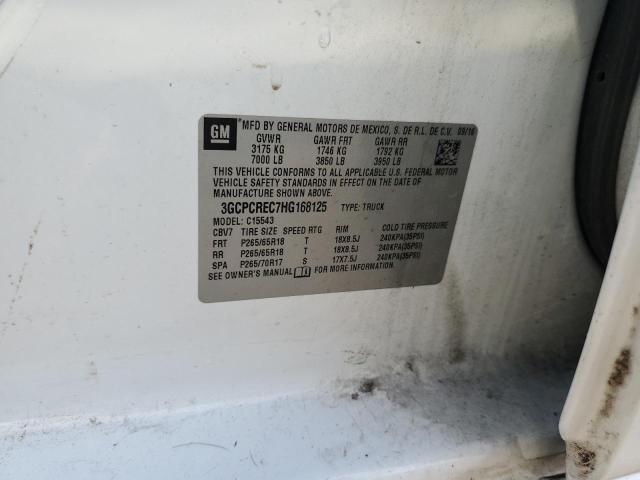 GM
MFD BY GENERAL MOTORS DE MEXICO, S. DE R.L. DE C.V. 09/16
GVWR GAWR FRT GAWR RR
3175 KG 1746 KG 1792 KG
7000 LB 3850 LB 3950 LB
THIS VEHICLE CONFORMS TO ALL APPLICABLE U.S. FEDERAL MOTOR
VEHICLE SAFETY STANDARDS IN EFFECT ON THE DATE OF
MANUFACTURE SHOWN ABOVE.
3GCPCREC7HG168125 TYPE: TRUCK
MODEL: C15543
CBV7 TIRE SIZE SPEED RTG RIM COLD TIRE PRESSURE
FRT P265/65R18 T 18X8.5J 240KPA(35PSI)
RR P265/65R18 T 18X8.5J 240KPA(35PSI)
SPA P265/70R17 S 17X7.5J 240KPA(35PSI)
SEE OWNER'S MANUAL FOR MORE INFORMATION.